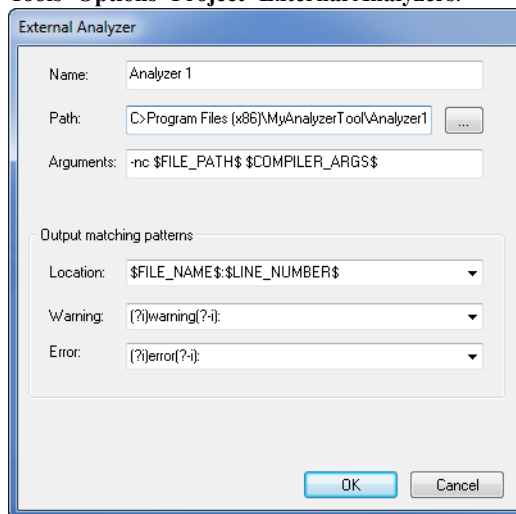 Tools>Options>Project>External Analyzers.
External Analyzer
Name: Analyzer 1
Path: C>Program Files (x86)\MyAnalyzerTool\Analyzer1 ...
Arguments: -nc $FILE_PATH$ $COMPILER_ARGS$
Output matching patterns
Location: $FILE_NAME$:$LINE_NUMBER$
Warning: (?i)warning(?-i):
Error: (?i)error(?-i):
OK Cancel